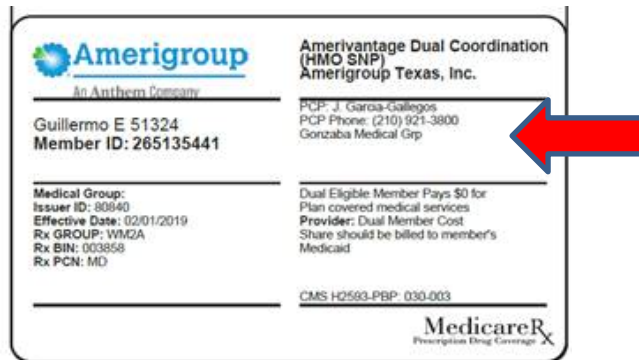 Amerigroup
An Anthem Company
Amerivantage Dual Coordination
(HMO SNP)
Amerigroup Texas, Inc.
Guillermo E 51324
Member ID: 265135441
PCP: J. Garcia-Gallegos
PCP Phone: (210) 921-3800
Gonzaba Medical Grp
Medical Group:
Issuer ID: 80840
Effective Date: 02/01/2019
Rx GROUP: WM2A
Rx BIN: 003858
Rx PCN: MD
Dual Eligible Member Pays $0 for
Plan covered medical services
Provider: Dual Member Cost
Share should be billed to member's
Medicaid
CMS H2593-PBP: 030-003
MedicareRx
Prescription Drug Coverage